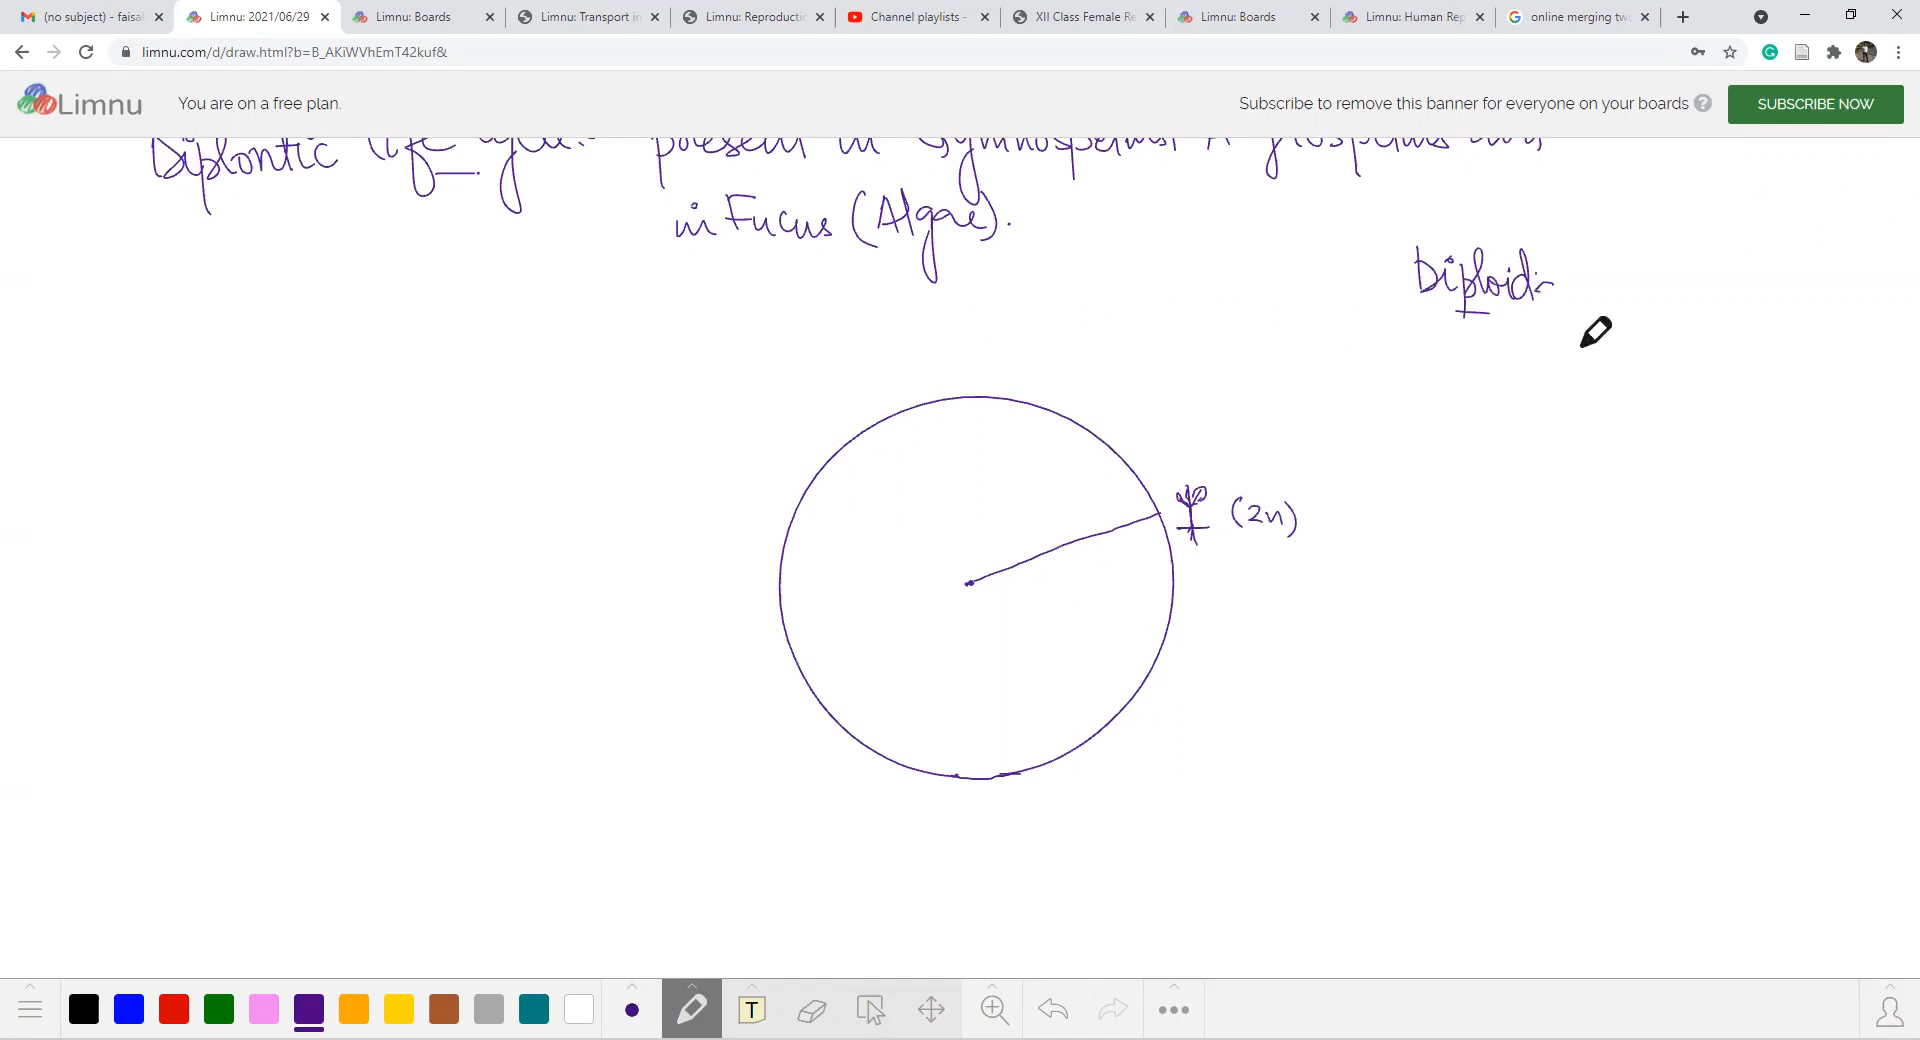 (no subject) - faisal
Limnu: 2021/06/29
Limnu: Boards
Limnu: Transport in
Limnu: Reproductio
Channel playlists -
XII Class Female Re
Limnu: Boards
Limnu: Human Rep
online merging two
limnu.com/d/draw.html?b=B_AKiWVhEmT42kuf&
Limnu
You are on a free plan.
Subscribe to remove this banner for everyone on your boards ?
SUBSCRIBE NOW
Diplontic life cycle:- present in Gymnosperms,
in Fucus (Algae).
Diploid:-
(2n)
T